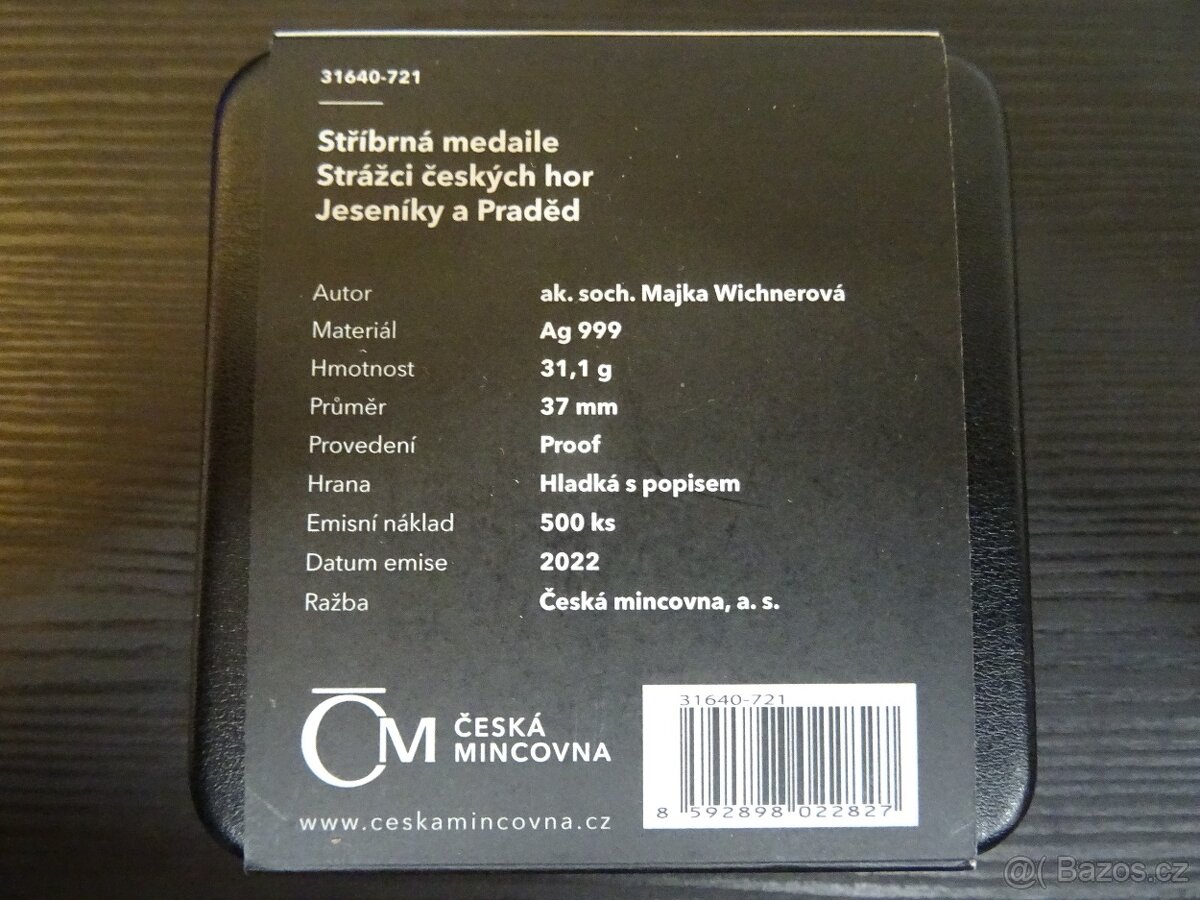 31640-721
Stříbrná medaile
Strážci českých hor
Jeseníky a Praděd
Autor ak. soch. Majka Wichnerová
Materiál Ag 999
Hmotnost 31,1 g
Průměr 37 mm
Provedení Proof
Hrana Hladká s popisem
Emisní náklad 500 ks
Datum emise 2022
Ražba Česká mincovna, a. s.
ČM ČESKÁ
MINCOVNA
www.ceskamincovna.cz
31640-721
8 592898 022827
@( Bazos.cz